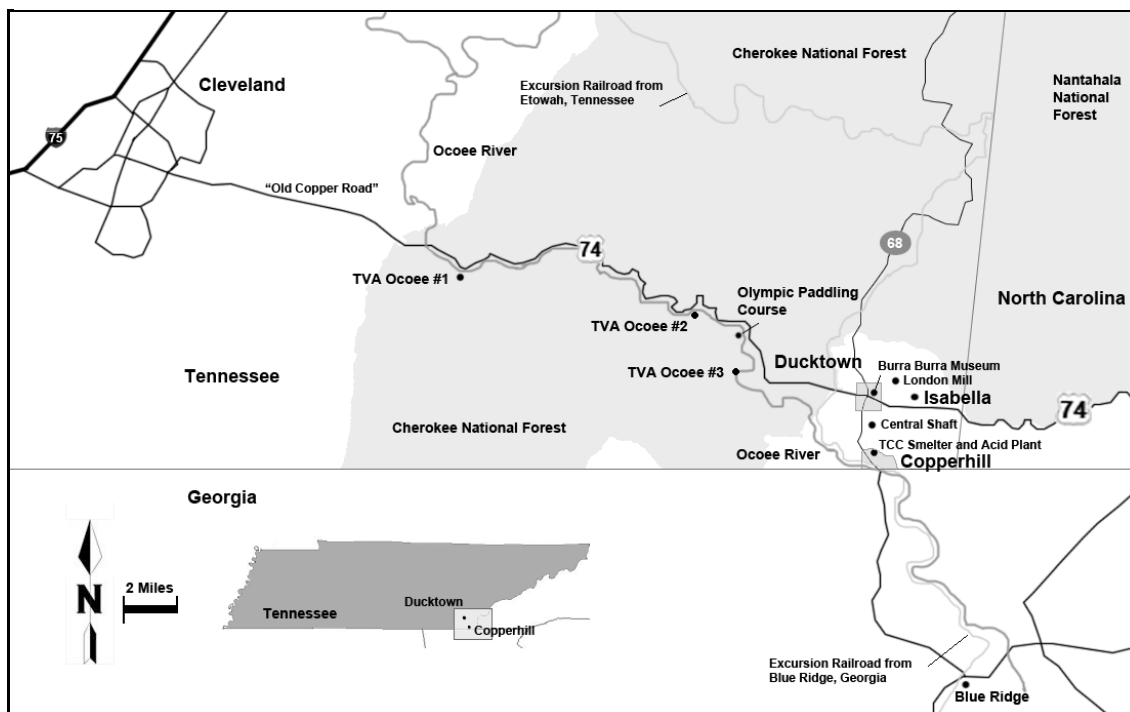 Cherokee National Forest
Cleveland
Excursion Railroad from
Etowah, Tennessee
Nantahala
National
Forest
75
Ocoee River
"Old Copper Road"
74
68
TVA Ocoee #1
Olympic Paddling
Course
North Carolina
TVA Ocoee #2
Ducktown
Burra Burra Museum
TVA Ocoee #3
London Mill
Tennessee
Isabella
74
Cherokee National Forest
Central Shaft
TCC Smelter and Acid Plant
Ocoee River
Copperhill
Georgia
N
2 Miles
Ducktown
Tennessee
Copperhill
Excursion Railroad from
Blue Ridge, Georgia
Blue Ridge